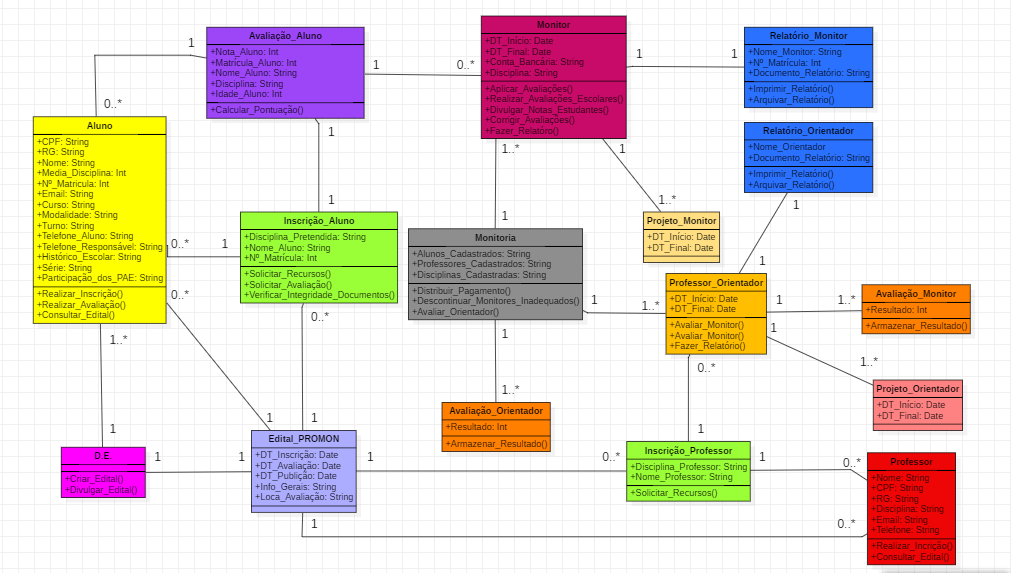 Avaliação_Aluno
+Nota_Aluno: Int
+Matrícula_Aluno: Int
+Nome_Aluno: String
+Disciplina: String
+Idade_Aluno: Int
+Calcular_Pontuação()
1
0..*
1
0..*
1
1
Monitor
+DT_Início: Date
+DT_Final: Date
+Conta_Bancária: String
+Disciplina: String
+Aplicar_Avaliações()
+Realizar_Avaliações_Escolares()
+Divulgar_Notas_Estudantes()
+Corrigir_Avaliações()
+Fazer_Relatóro()
1
1
1..*
1
1
1..*
Relatório_Monitor
+Nome_Monitor: String
+Nº_Matrícula: Int
+Documento_Relatório: String
+Imprimir_Relatório()
+Arquivar_Relatório()
Relatório_Orientador
+Nome_Orientador
+Documento_Relatório: String
+Imprimir_Relatório()
+Arquivar_Relatório()
1
1
Aluno
+CPF: String
+RG: String
+Nome: String
+Media_Disciplina: Int
+Nº_Matricula: Int
+Email: String
+Curso: String
+Modalidade: String
+Turno: String
+Telefone_Aluno: String
+Telefone_Responsável: String
+Histórico_Escolar: String
+Série: String
+Participação_dos_PAE: String
+Realizar_Inscrição()
+Realizar_Avaliação()
+Consultar_Edital()
0..*
1
0..*
1
1..*
1
Inscrição_Aluno
+Disciplina_Pretendida: String
+Nome_Aluno: String
+Nº_Matrícula: Int
+Solicitar_Recursos()
+Solicitar_Avaliação()
+Verificar_Integridade_Documentos()
0..*
1
Monitoria
+Alunos_Cadastrados: String
+Professores_Cadastrados: String
+Disciplinas_Cadastradas: String
+Distribuir_Pagamento()
+Descontinuar_Monitores_Inadequados()
+Avaliar_Orientador()
1
1..*
1
1..*
Projeto_Monitor
+DT_Início: Date
+DT_Final: Date
Professor_Orientador
+DT_Início: Date
+DT_Final: Date
+Avaliar_Monitor()
+Avaliar_Monitor()
+Fazer_Relatório()
1
1..*
1
1..*
0..*
1
Avaliação_Monitor
+Resultado: Int
+Armazenar_Resultado()
Projeto_Orientador
+DT_Início: Date
+DT_Final: Date
Avaliação_Orientador
+Resultado: Int
+Armazenar_Resultado()
D.E.
+Criar_Edital()
+Divulgar_Edital()
1
1
Edital_PROMON
+DT_Inscrição: Date
+DT_Avaliação: Date
+DT_Publição: Date
+Info_Gerais: String
+Loca_Avaliação: String
1
0..*
1
0..*
Inscrição_Professor
+Disciplina_Professor: String
+Nome_Professor: String
+Solicitar_Recursos()
1
0..*
Professor
+Nome: String
+CPF: String
+RG: String
+Disciplina: String
+Email: String
+Telefone: String
+Realizar_Incrição()
+Consultar_Edital()